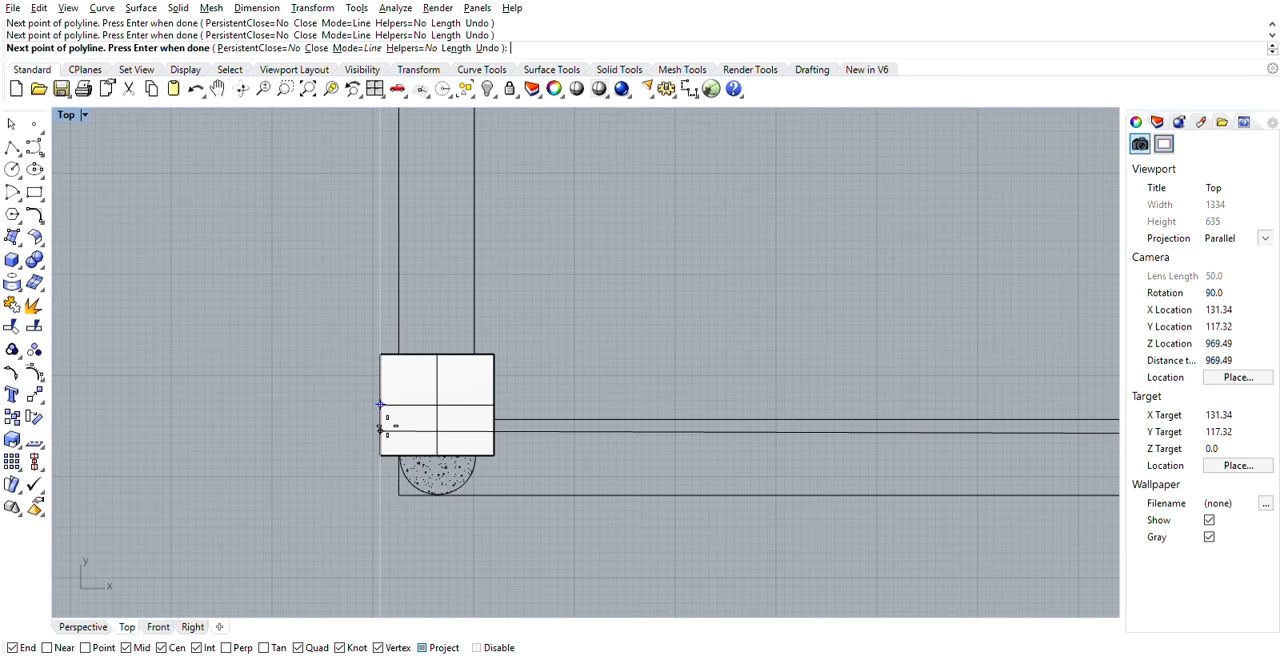 File Edit View Curve Surface Solid Mesh Dimension Transform Tools Analyze Render Panels Help
Next point of polyline. Press Enter when done ( PersistentClose=No Close Mode=Line Helpers=No Length Undo )
Next point of polyline. Press Enter when done ( PersistentClose=No Close Mode=Line Helpers=No Length Undo )
Next point of polyline. Press Enter when done ( PersistentClose=No Close Mode=Line Helpers=No Length Undo ):
Standard CPlanes Set View Display Select Viewport Layout Visibility Transform Curve Tools Surface Tools Solid Tools Mesh Tools Render Tools Drafting New in V6
Top
Viewport
Title Top
Width 1334
Height 635
Projection Parallel
Camera
Lens Length 50.0
Rotation 90.0
X Location 131.34
Y Location 117.32
Z Location 969.49
Distance t... 969.49
Location Place...
Target
X Target 131.34
Y Target 117.32
Z Target 0.0
Location Place...
Wallpaper
Filename (none) ...
Show
Gray
y
x
Perspective Top Front Right
End Near Point Mid Cen Int Perp Tan Quad Knot Vertex Project Disable